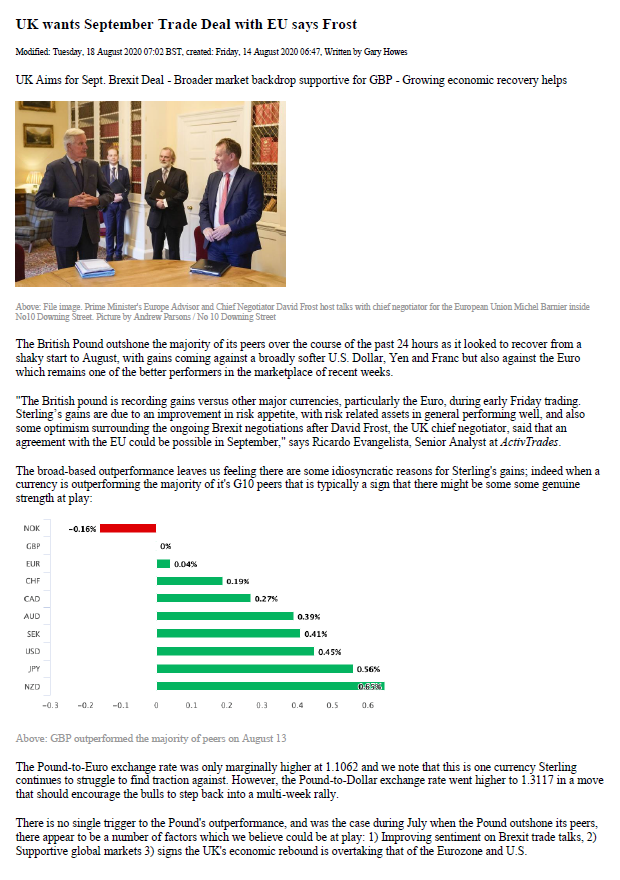 UK wants September Trade Deal with EU says Frost
Modified: Tuesday, 18 August 2020 07:02 BST, created: Friday, 14 August 2020 06:47, Written by Gary Howes
UK Aims for Sept. Brexit Deal - Broader market backdrop supportive for GBP - Growing economic recovery helps
Above: File image. Prime Minister's Europe Advisor and Chief Negotiator David Frost host talks with chief negotiator for the European Union Michel Barnier inside
No10 Downing Street. Picture by Andrew Parsons / No 10 Downing Street
The British Pound outshone the majority of its peers over the course of the past 24 hours as it looked to recover from a
shaky start to August, with gains coming against a broadly softer U.S. Dollar, Yen and Franc but also against the Euro
which remains one of the better performers in the marketplace of recent weeks.
"The British pound is recording gains versus other major currencies, particularly the Euro, during early Friday trading.
Sterling's gains are due to an improvement in risk appetite, with risk related assets in general performing well, and also
some optimism surrounding the ongoing Brexit negotiations after David Frost, the UK chief negotiator, said that an
agreement with the EU could be possible in September," says Ricardo Evangelista, Senior Analyst at ActivTrades.
The broad-based outperformance leaves us feeling there are some idiosyncratic reasons for Sterling's gains; indeed when a
currency is outperforming the majority of it's G10 peers that is typically a sign that there might be some some genuine
strength at play:
NOK -0.16%
GBP 0%
EUR 0.04%
CHF 0.19%
CAD 0.27%
AUD 0.39%
SEK 0.41%
USD 0.45%
JPY 0.56%
NZD 0.65%
-0.3 -0.2 -0.1 0 0.1 0.2 0.3 0.4 0.5 0.6
Above: GBP outperformed the majority of peers on August 13
The Pound-to-Euro exchange rate was only marginally higher at 1.1062 and we note that this is one currency Sterling
continues to struggle to find traction against. However, the Pound-to-Dollar exchange rate went higher to 1.3117 in a move
that should encourage the bulls to step back into a multi-week rally.
There is no single trigger to the Pound's outperformance, and was the case during July when the Pound outshone its peers,
there appear to be a number of factors which we believe could be at play: 1) Improving sentiment on Brexit trade talks, 2)
Supportive global markets 3) signs the UK's economic rebound is overtaking that of the Eurozone and U.S.